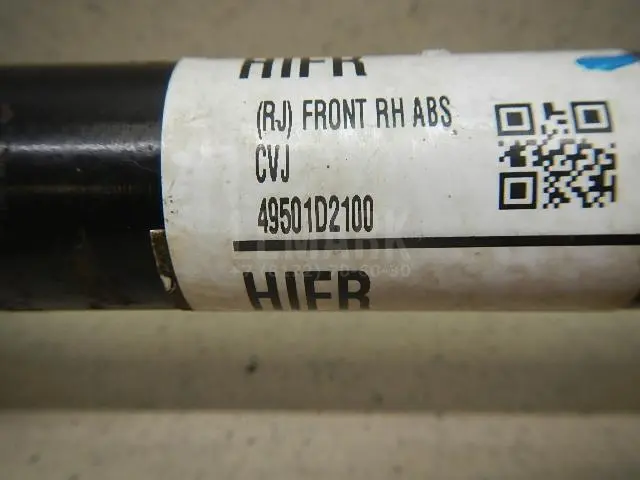 HIFR
(RJ) FRONT RH ABS
CVJ
49501D2100
HIFR